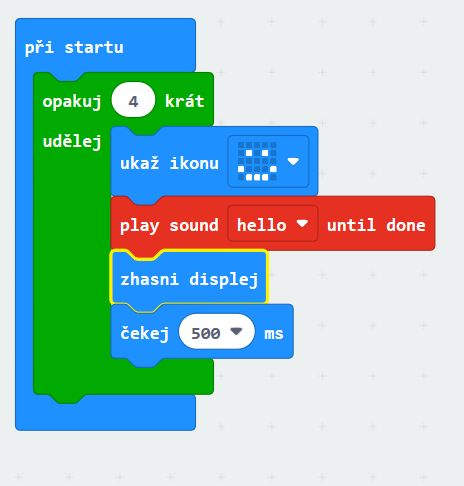 při startu
opakuj 4 krát
udělej
ukaž ikonu
play sound hello until done
zhasni displej
čekej 500 ms